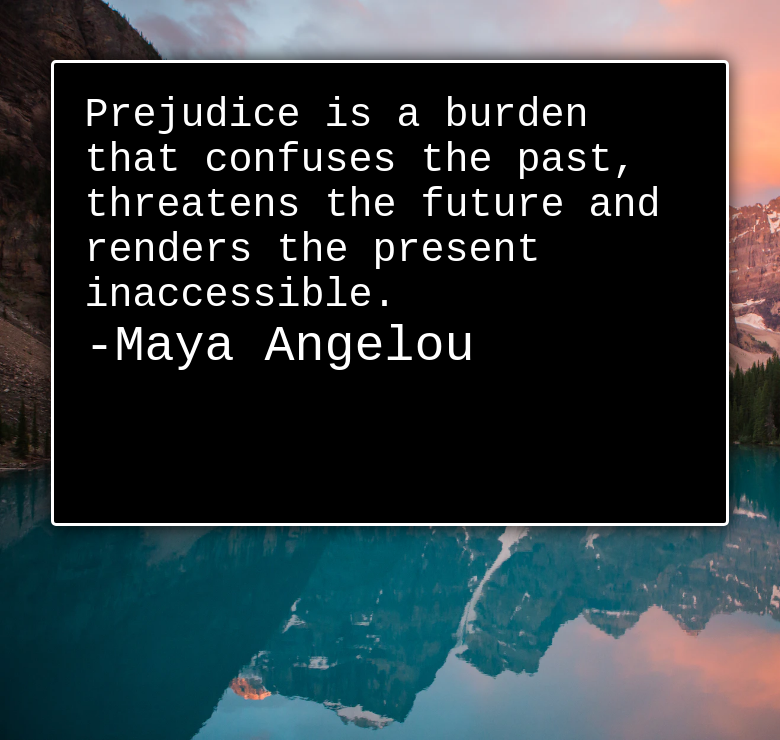 Prejudice is a burden
that confuses the past,
threatens the future and
renders the present
inaccessible.
-Maya Angelou